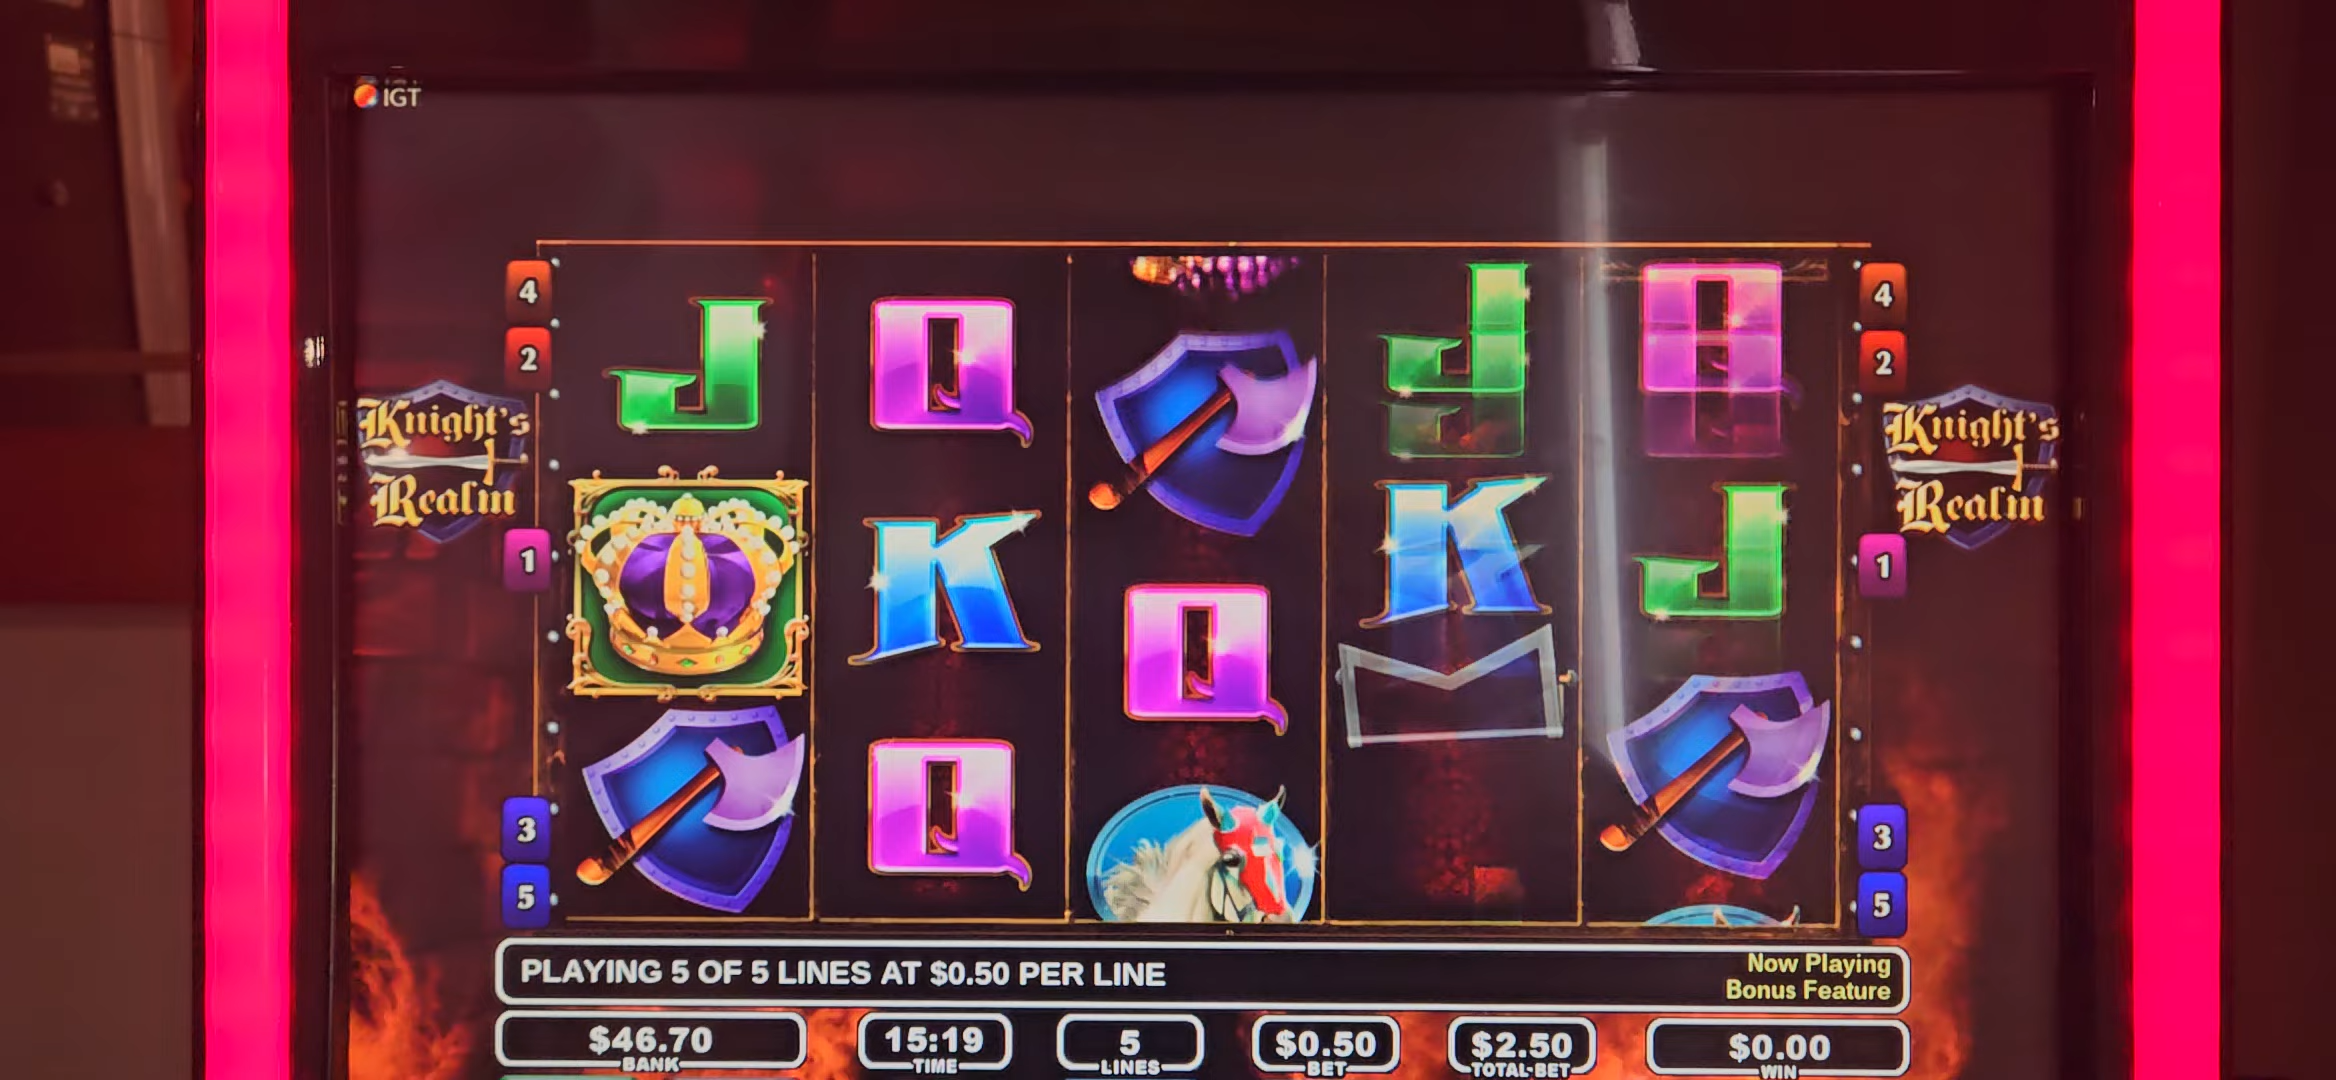 IGT
4
4
2
2
J
Q
J
Q
Knight's
Realm
Knight's
Realm
1
1
K
K
J
Q
Q
3
3
5
5
PLAYING 5 OF 5 LINES AT $0.50 PER LINE
Now Playing
Bonus Feature
$46.70
BANK
15:19
TIME
5
LINES
$0.50
BET
$2.50
TOTAL-BET
$0.00
WIN